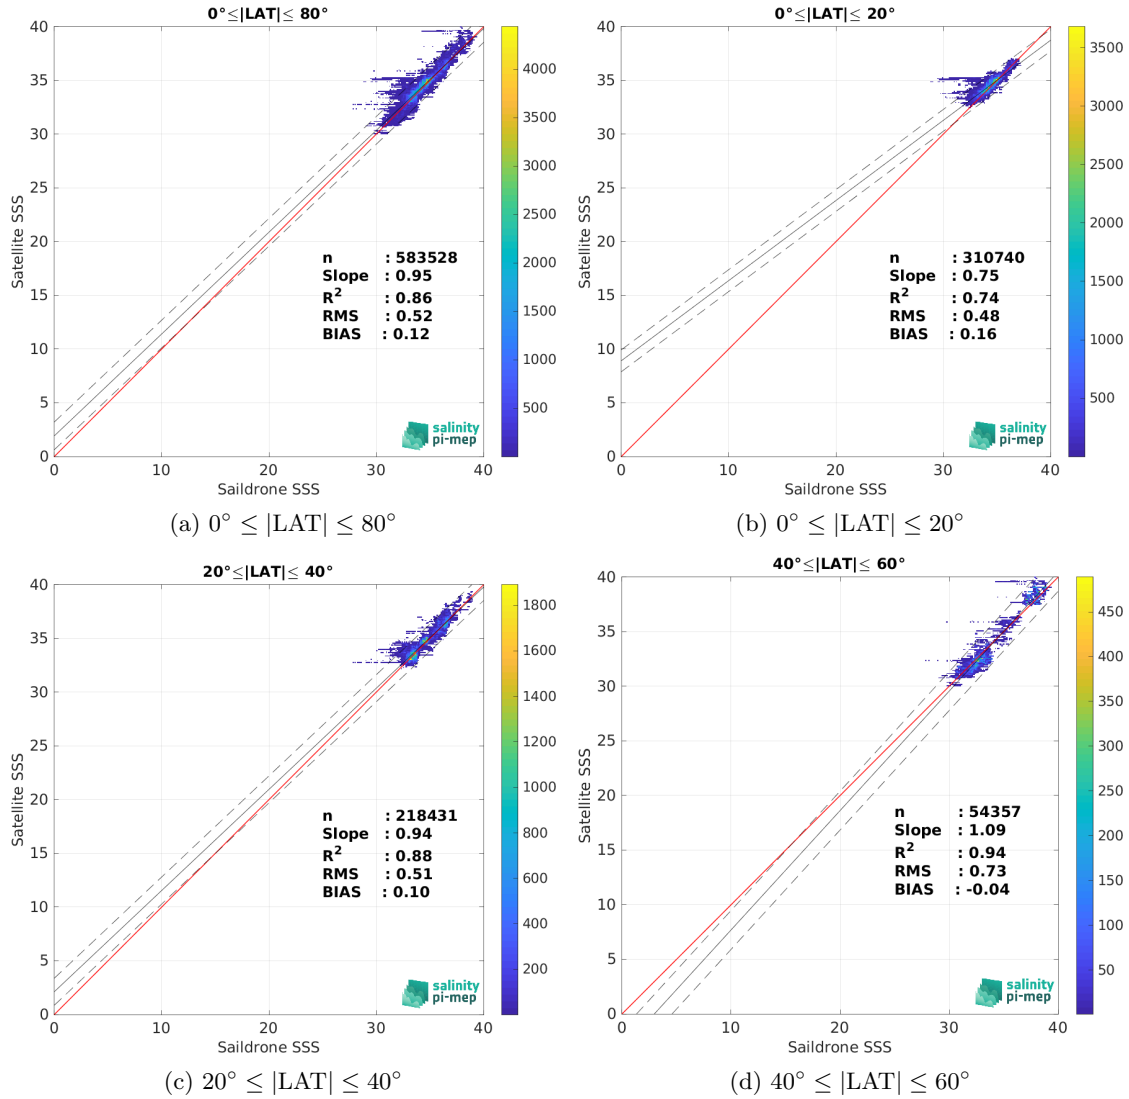 0°≤|LAT|≤ 80°
40
35
30
25
20
15
10
5
0
0
10
20
30
40
Satellite SSS
Saildrone SSS
n : 583528
Slope : 0.95
R² : 0.86
RMS : 0.52
BIAS : 0.12
salinity
pi-mep
4000
3500
3000
2500
2000
1500
1000
500
(a) 0° ≤ |LAT| ≤ 80°
0°≤|LAT|≤ 20°
40
35
30
25
20
15
10
5
0
0
10
20
30
40
Satellite SSS
Saildrone SSS
n : 310740
Slope : 0.75
R² : 0.74
RMS : 0.48
BIAS : 0.16
salinity
pi-mep
3500
3000
2500
2000
1500
1000
500
(b) 0° ≤ |LAT| ≤ 20°
20°≤|LAT|≤ 40°
40
35
30
25
20
15
10
5
0
0
10
20
30
40
Satellite SSS
Saildrone SSS
n : 218431
Slope : 0.94
R² : 0.88
RMS : 0.51
BIAS : 0.10
salinity
pi-mep
1800
1600
1400
1200
1000
800
600
400
200
(c) 20° ≤ |LAT| ≤ 40°
40°≤|LAT|≤ 60°
40
35
30
25
20
15
10
5
0
0
10
20
30
40
Satellite SSS
Saildrone SSS
n : 54357
Slope : 1.09
R² : 0.94
RMS : 0.73
BIAS : -0.04
salinity
pi-mep
450
400
350
300
250
200
150
100
50
(d) 40° ≤ |LAT| ≤ 60°